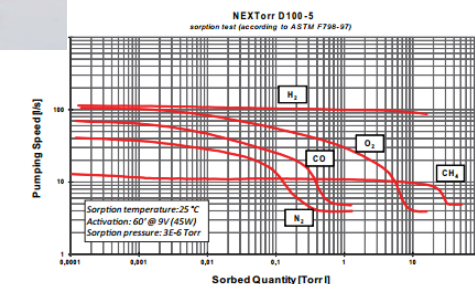 NEXTorr D100-5
sorption test (according to ASTM F798-97)
Pumping Speed [l/s]
100
10
1
H₂
O₂
CO
CH₄
N₂
Sorption temperature: 25 °C
Activation: 60' @ 9V (45W)
Sorption pressure: 3E-6 Torr
0,0001
0,001
0,01
0,1
1
10
Sorbed Quantity [Torr l]